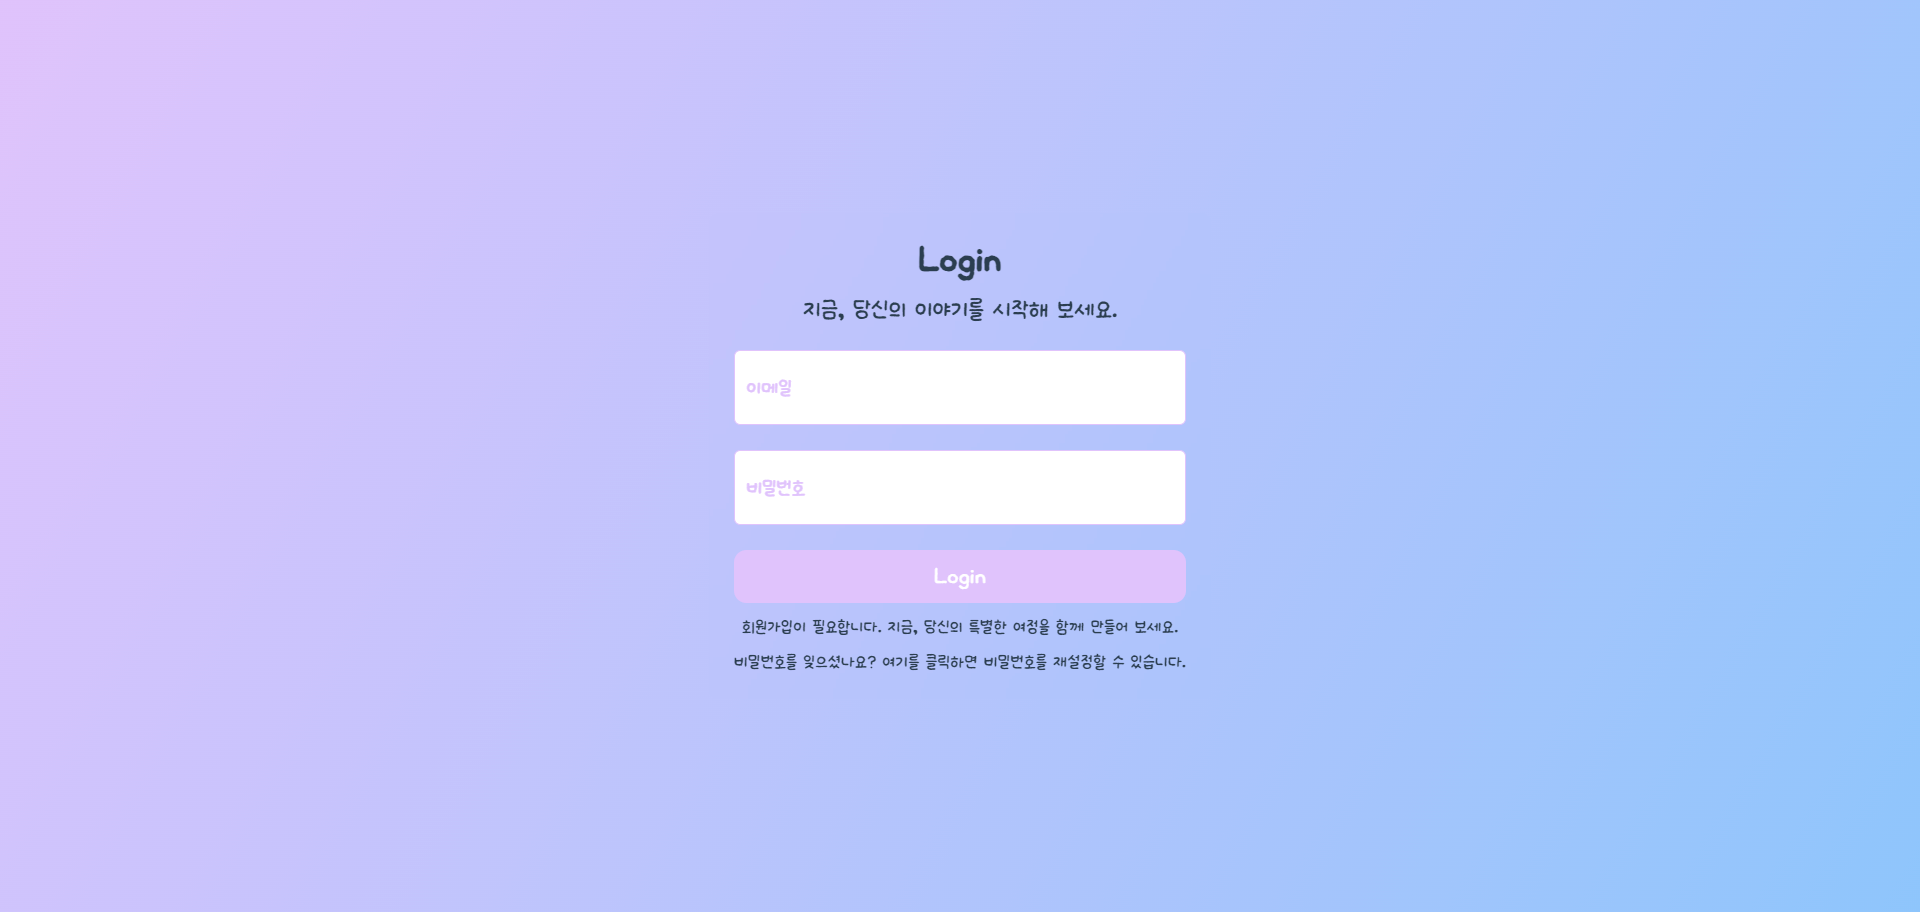 Login
지금, 당신의 이야기를 시작해 보세요.
이메일
비밀번호
Login
회원가입이 필요합니다. 지금, 당신의 특별한 여정을 함께 만들어 보세요.
비밀번호를 잊으셨나요? 여기를 클릭하면 비밀번호를 재설정할 수 있습니다.